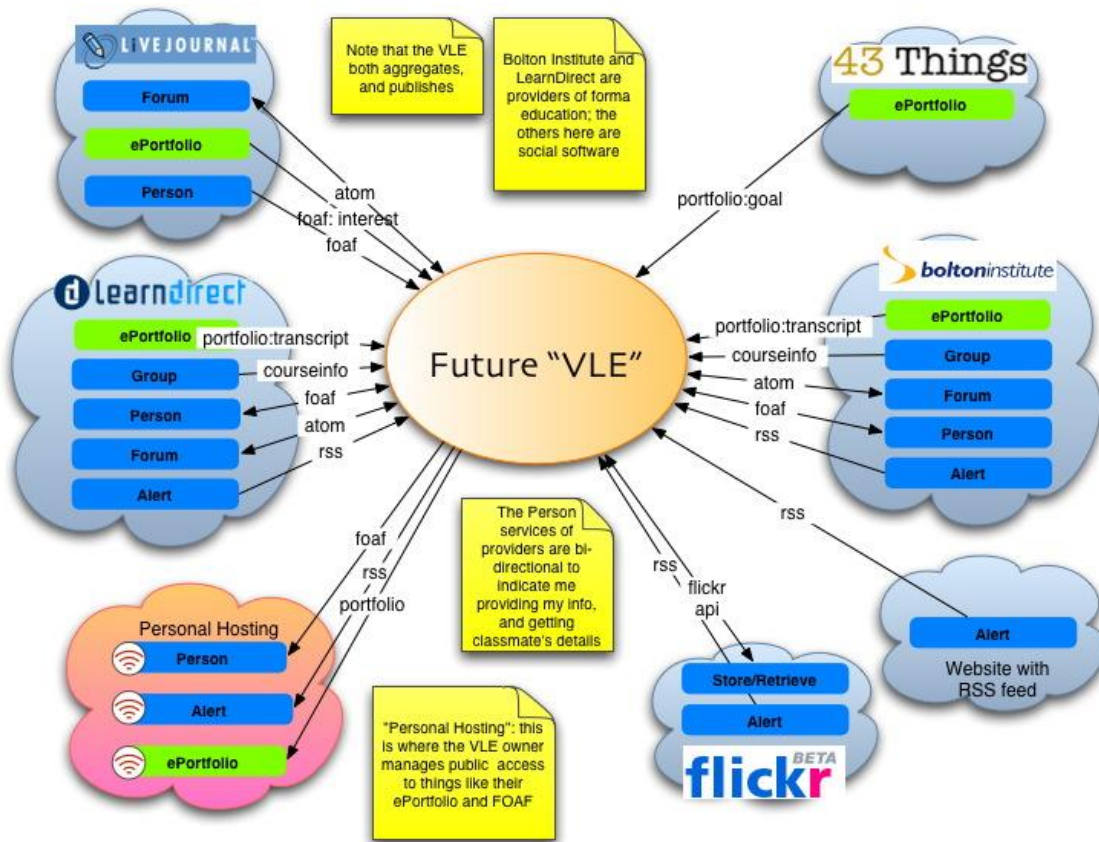 LiVEJOURNAL
Forum
ePortfolio
Person
atom
foaf: interest
foaf
Note that the VLE
both aggregates,
and publishes
Bolton Institute and
LearnDirect are
providers of forma
education; the
others here are
social software
43 Things
ePortfolio
portfolio:goal
learndirect
ePortfolio
portfolio:transcript
Group
courseinfo
Person
foaf
Forum
atom
Alert
rss
Future “VLE”
boltoninstitute
portfolio:transcript
ePortfolio
courseinfo
Group
atom
Forum
foaf
Person
rss
Alert
foaf
rss
portfolio
Personal Hosting
Person
Alert
ePortfolio
The Person
services of
providers are bi-
directional to
indicate me
providing my info,
and getting
classmate's details
"Personal Hosting": this
is where the VLE owner
manages public access
to things like their
ePortfolio and FOAF
rss
flickr
api
Store/Retrieve
Alert
flickr
BETA
rss
Alert
Website with
RSS feed